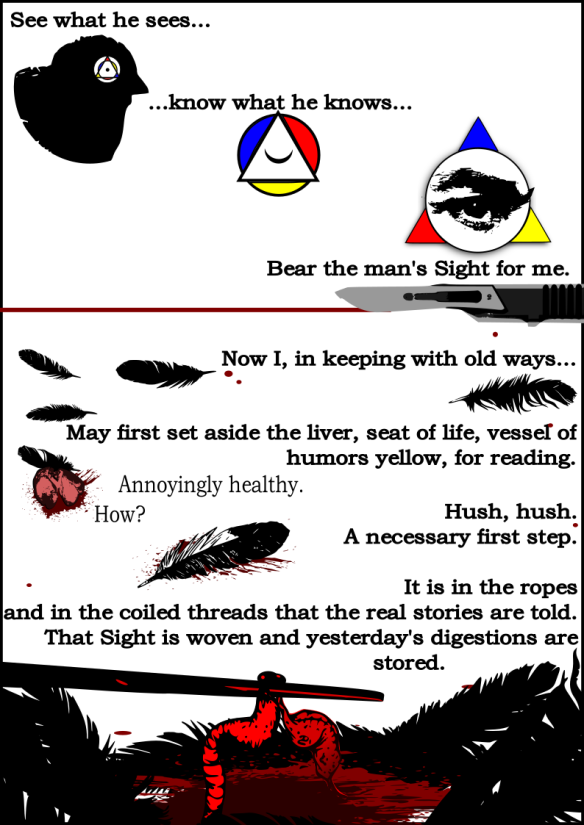 See what he sees...
...know what he knows...
Bear the man's Sight for me.
Now I, in keeping with old ways...
May first set aside the liver, seat of life, vessel of
humors yellow, for reading.
Annoyingly healthy.
How?
Hush, hush.
A necessary first step.
It is in the ropes
and in the coiled threads that the real stories are told.
That Sight is woven and yesterday's digestions are
stored.